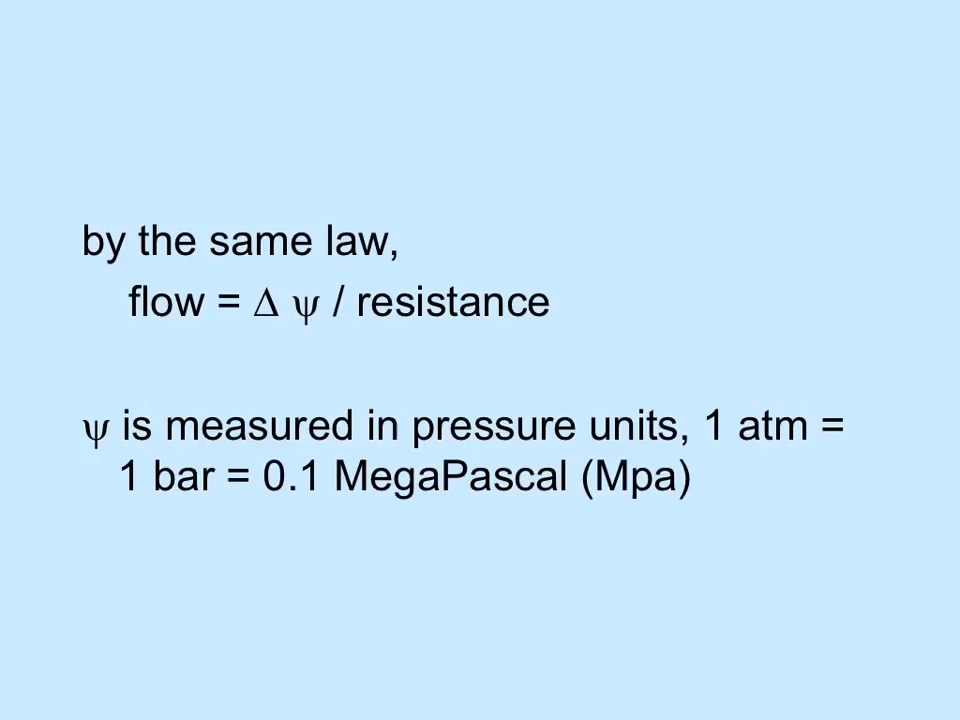 by the same law,
flow = Δ ψ / resistance
ψ is measured in pressure units, 1 atm =
1 bar = 0.1 MegaPascal (Mpa)